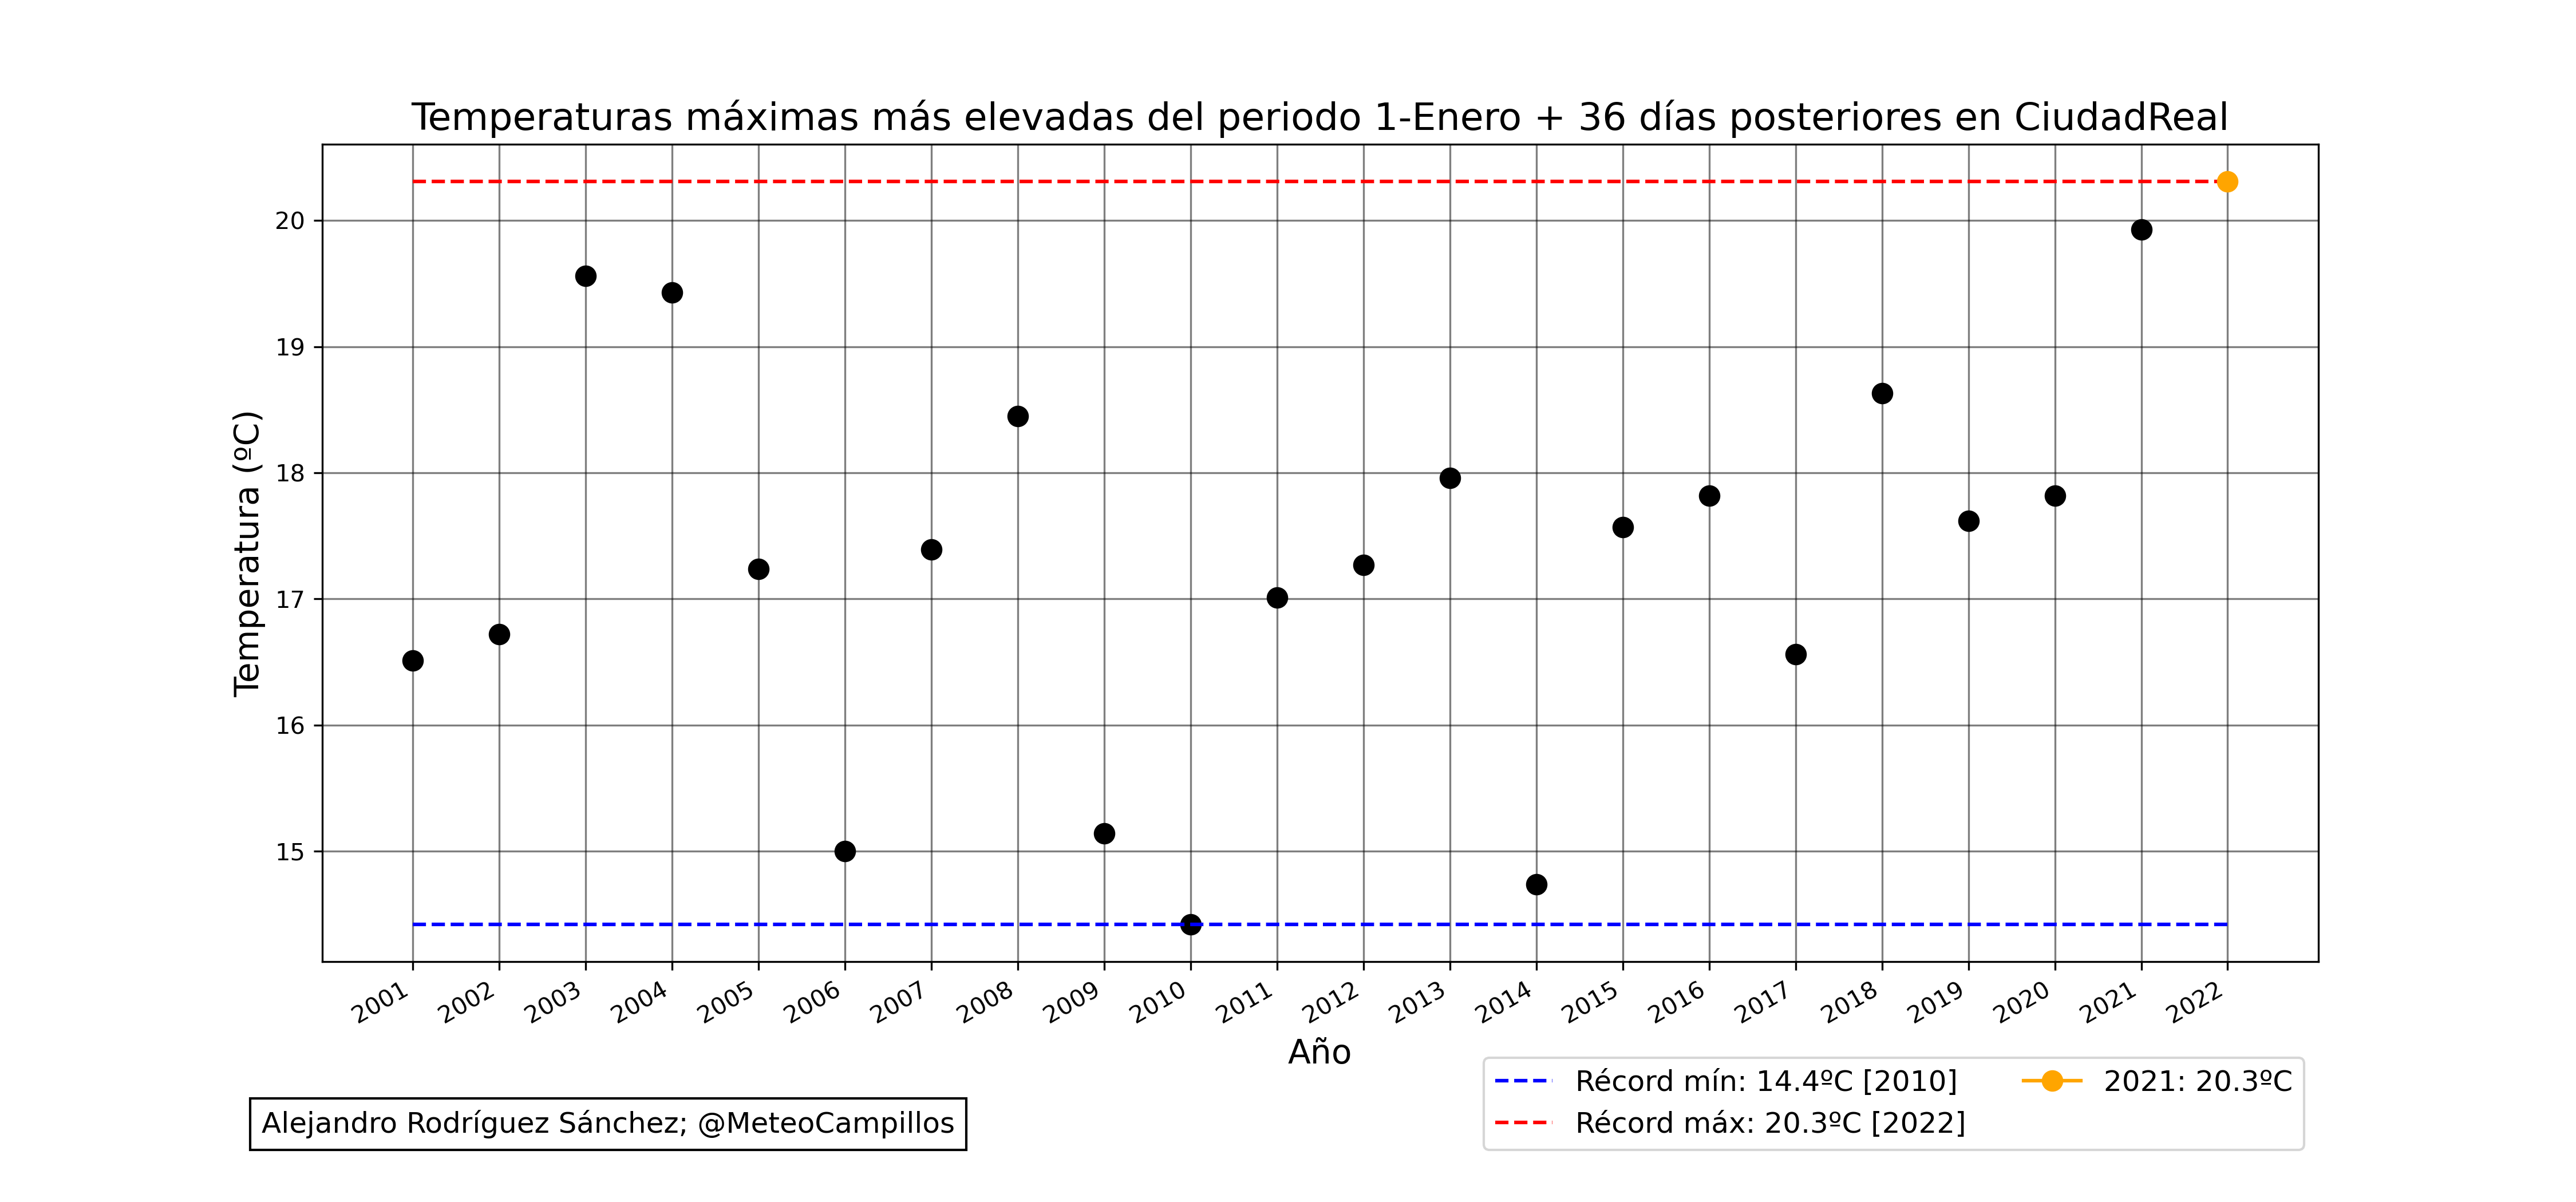 Temperaturas máximas más elevadas del periodo 1-Enero + 36 días posteriores en CiudadReal
Temperatura (ºC)
20
19
18
17
16
15
2001 2002 2003 2004 2005 2006 2007 2008 2009 2010 2011 2012 2013 2014 2015 2016 2017 2018 2019 2020 2021 2022
Año
Récord mín: 14.4ºC [2010]
Récord máx: 20.3ºC [2022]
2021: 20.3ºC
Alejandro Rodríguez Sánchez; @MeteoCampillos